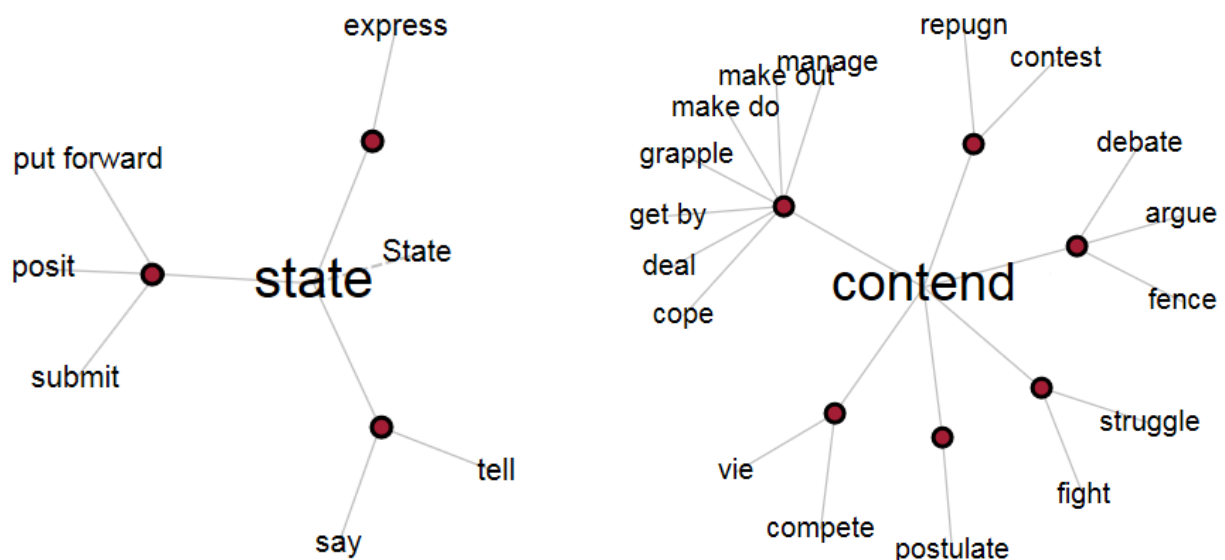 express
put forward
posit
state
State
submit
tell
say
repugn
contest
manage
make out
make do
grapple
get by
deal
cope
debate
argue
fence
contend
struggle
fight
vie
compete
postulate